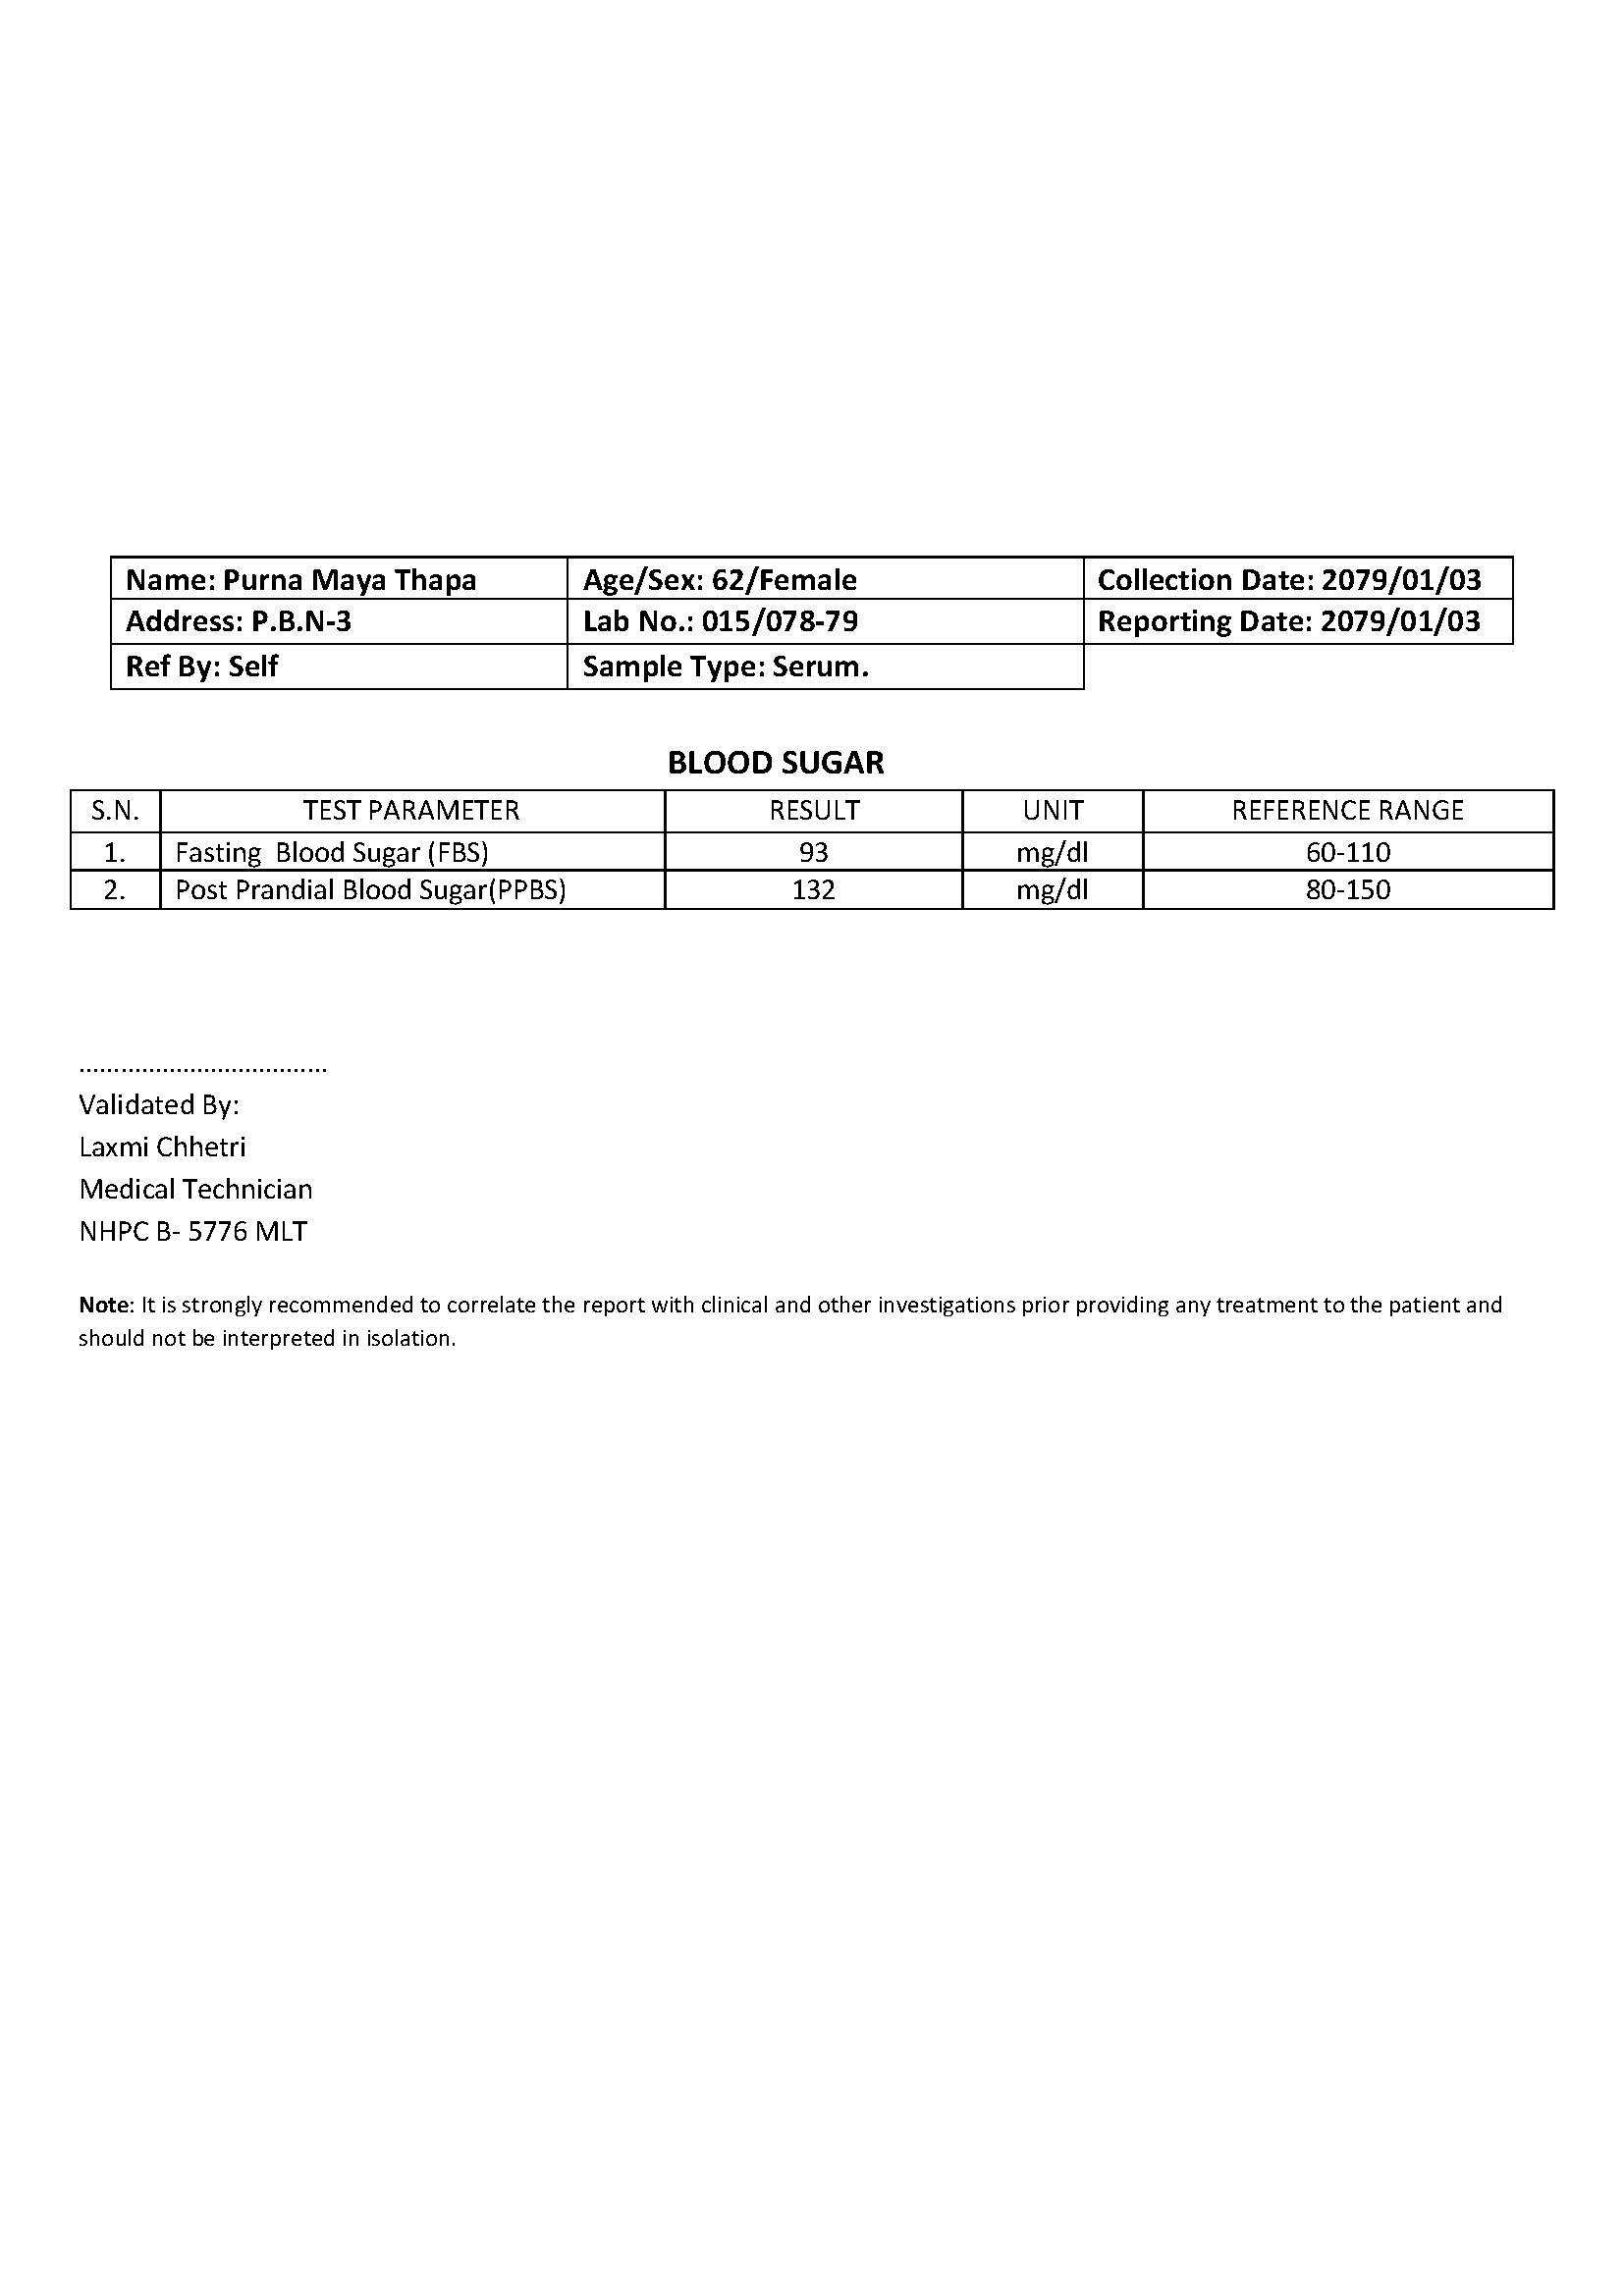 Name: Purna Maya Thapa Age/Sex: 62/Female Collection Date: 2079/01/03
Address: P.B.N-3 Lab No.: 015/078-79 Reporting Date: 2079/01/03
Ref By: Self Sample Type: Serum.
BLOOD SUGAR
S.N. TEST PARAMETER RESULT UNIT REFERENCE RANGE
1. Fasting  Blood Sugar (FBS) 93 mg/dl 60-110
2. Post Prandial Blood Sugar(PPBS) 132 mg/dl 80-150
....................................
Validated By:
Laxmi Chhetri
Medical Technician
NHPC B- 5776 MLT
Note: It is strongly recommended to correlate the report with clinical and other investigations prior providing any treatment to the patient and
should not be interpreted in isolation.